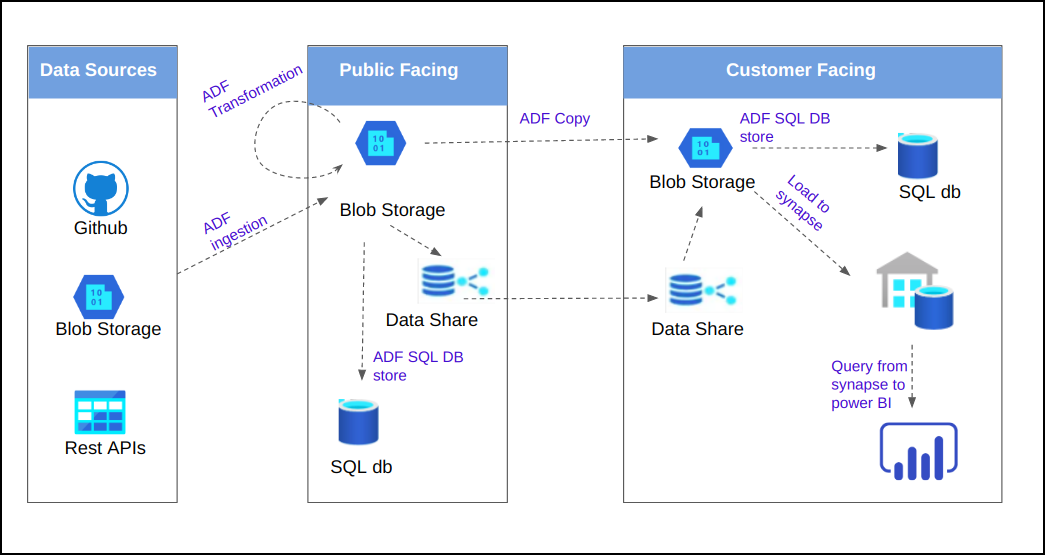 Data Sources
Github
Blob Storage
Rest APIs
ADF
Transformation
ADF
ingestion
Public Facing
10
01
Blob Storage
Data Share
ADF SQL DB
store
SQL db
ADF Copy
Customer Facing
10
01
Blob Storage
ADF SQL DB
store
SQL db
Load to
synapse
Data Share
Query from
synapse to
power BI
10
01